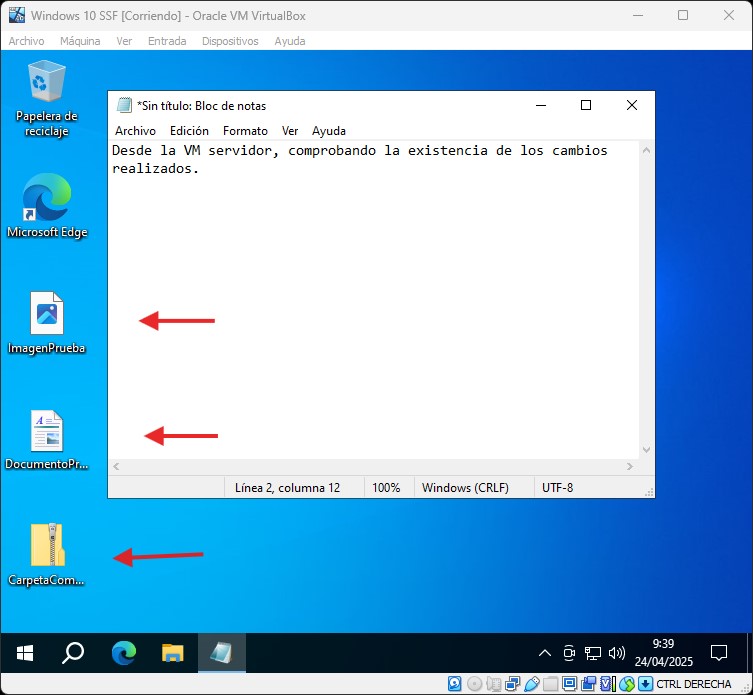 Windows 10 SSF [Corriendo] - Oracle VM VirtualBox
Archivo Máquina Ver Entrada Dispositivos Ayuda
Papelera de
reciclaje
*Sin título: Bloc de notas
Archivo Edición Formato Ver Ayuda
Desde la VM servidor, comprobando la existencia de los cambios
realizados.
Microsoft Edge
ImagenPrueba
DocumentoPr...
CarpetaCom...
Línea 2, columna 12 100% Windows (CRLF) UTF-8
9:39
24/04/2025
CTRL DERECHA